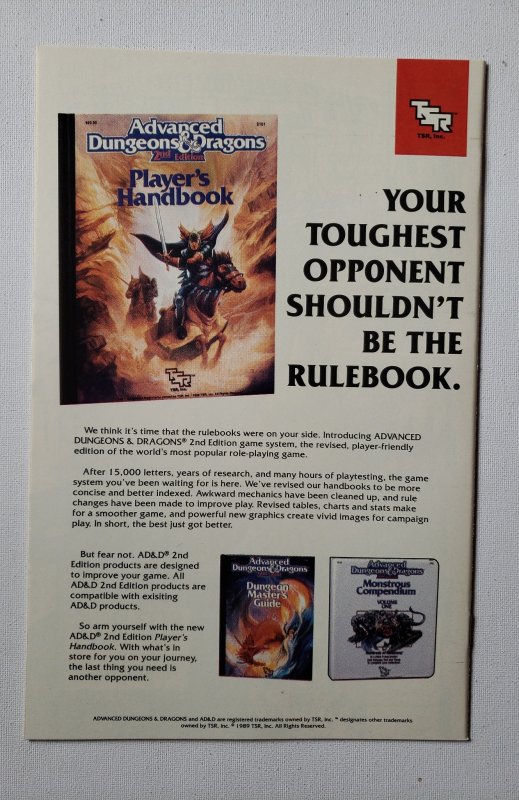 TSR
TSR, Inc.
Advanced
Dungeons & Dragons
2nd Edition
Player's
Handbook
TSR
TSR, Inc.
YOUR
TOUGHEST
OPPONENT
SHOULDN'T
BE THE
RULEBOOK.
We think it's time that the rulebooks were on your side. Introducing ADVANCED
DUNGEONS & DRAGONS® 2nd Edition game system, the revised, player-friendly
edition of the world's most popular role-playing game.
After 15,000 letters, years of research, and many hours of playtesting, the game
system you've been waiting for is here. We've revised our handbooks to be more
concise and better indexed. Awkward mechanics have been cleaned up, and rule
changes have been made to improve play. Revised tables, charts and stats make
for a smoother game, and powerful new graphics create vivid images for campaign
play. In short, the best just got better.
But fear not. AD&D® 2nd
Edition products are designed
to improve your game. All
AD&D 2nd Edition products are
compatible with exisiting
AD&D products.
So arm yourself with the new
AD&D® 2nd Edition Player's
Handbook. With what's in
store for you on your journey,
the last thing you need is
another opponent.
Advanced
Dungeons & Dragons
Dungeon
Master's
Guide
Advanced
Dungeons & Dragons
Monstrous
Compendium
VOLUME
ONE
ADVANCED DUNGEONS & DRAGONS and AD&D are registered trademarks owned by TSR, Inc. ™ designates other trademarks
owned by TSR, Inc. © 1989 TSR, Inc. All Rights Reserved.